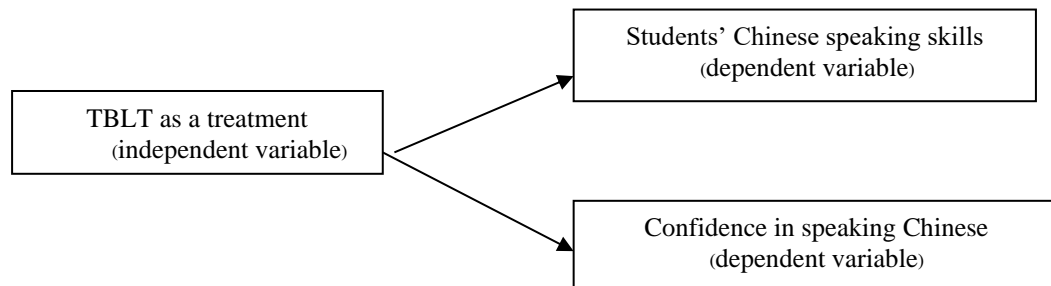 Students’ Chinese speaking skills
(dependent variable)
TBLT as a treatment
(independent variable)
Confidence in speaking Chinese
(dependent variable)